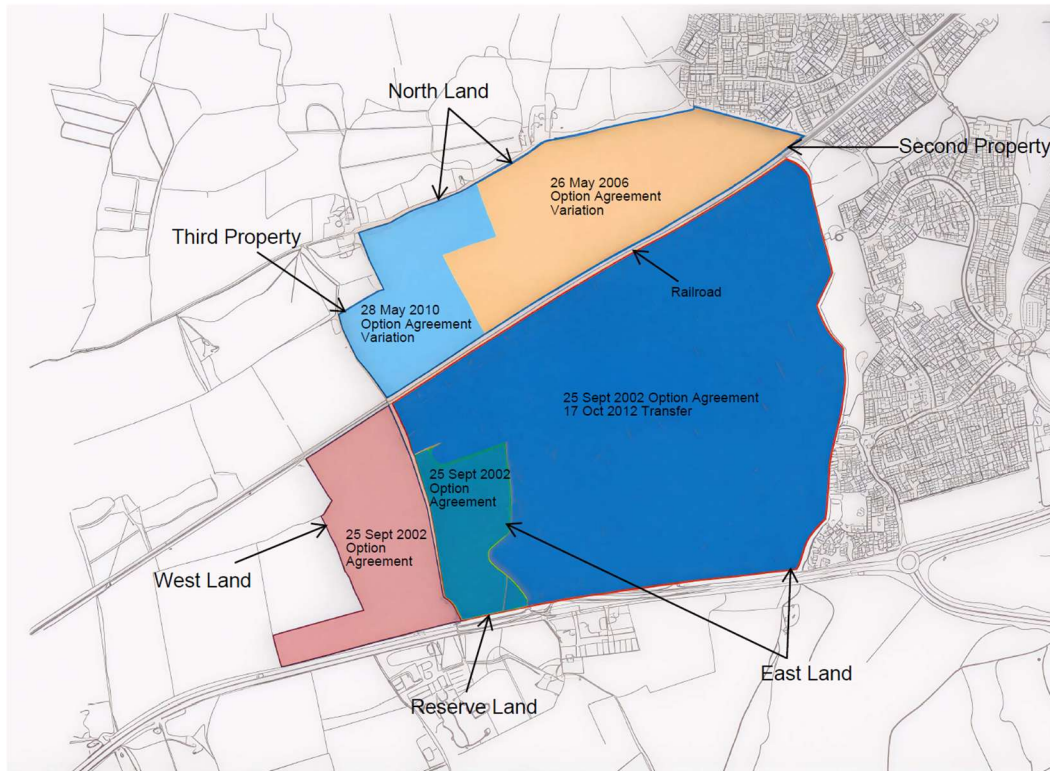 North Land
Second Property
26 May 2006
Option Agreement
Variation
Third Property
Railroad
28 May 2010
Option Agreement
Variation
25 Sept 2002 Option Agreement
17 Oct 2012 Transfer
25 Sept 2002
Option
Agreement
25 Sept 2002
Option
Agreement
West Land
East Land
Reserve Land